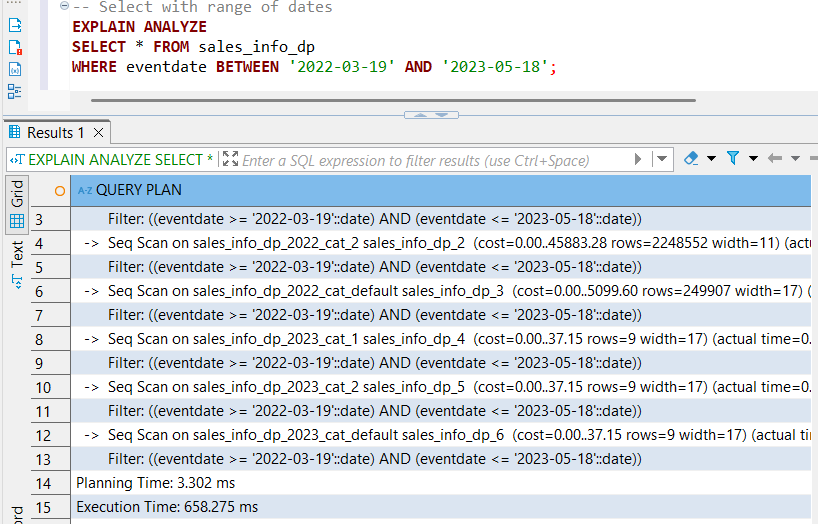 -- Select with range of dates
EXPLAIN ANALYZE
SELECT * FROM sales_info_dp
WHERE eventdate BETWEEN '2022-03-19' AND '2023-05-18';
Results 1
EXPLAIN ANALYZE SELECT * Enter a SQL expression to filter results (use Ctrl+Space)
Grid
Text
A-Z QUERY PLAN
3 Filter: ((eventdate >= '2022-03-19'::date) AND (eventdate <= '2023-05-18'::date))
4 -> Seq Scan on sales_info_dp_2022_cat_2 sales_info_dp_2 (cost=0.00..45883.28 rows=2248552 width=11) (actu
5 Filter: ((eventdate >= '2022-03-19'::date) AND (eventdate <= '2023-05-18'::date))
6 -> Seq Scan on sales_info_dp_2022_cat_default sales_info_dp_3 (cost=0.00..5099.60 rows=249907 width=17) (
7 Filter: ((eventdate >= '2022-03-19'::date) AND (eventdate <= '2023-05-18'::date))
8 -> Seq Scan on sales_info_dp_2023_cat_1 sales_info_dp_4 (cost=0.00..37.15 rows=9 width=17) (actual time=0.
9 Filter: ((eventdate >= '2022-03-19'::date) AND (eventdate <= '2023-05-18'::date))
10 -> Seq Scan on sales_info_dp_2023_cat_2 sales_info_dp_5 (cost=0.00..37.15 rows=9 width=17) (actual time=0.
11 Filter: ((eventdate >= '2022-03-19'::date) AND (eventdate <= '2023-05-18'::date))
12 -> Seq Scan on sales_info_dp_2023_cat_default sales_info_dp_6 (cost=0.00..37.15 rows=9 width=17) (actual ti
13 Filter: ((eventdate >= '2022-03-19'::date) AND (eventdate <= '2023-05-18'::date))
14 Planning Time: 3.302 ms
15 Execution Time: 658.275 ms
ord